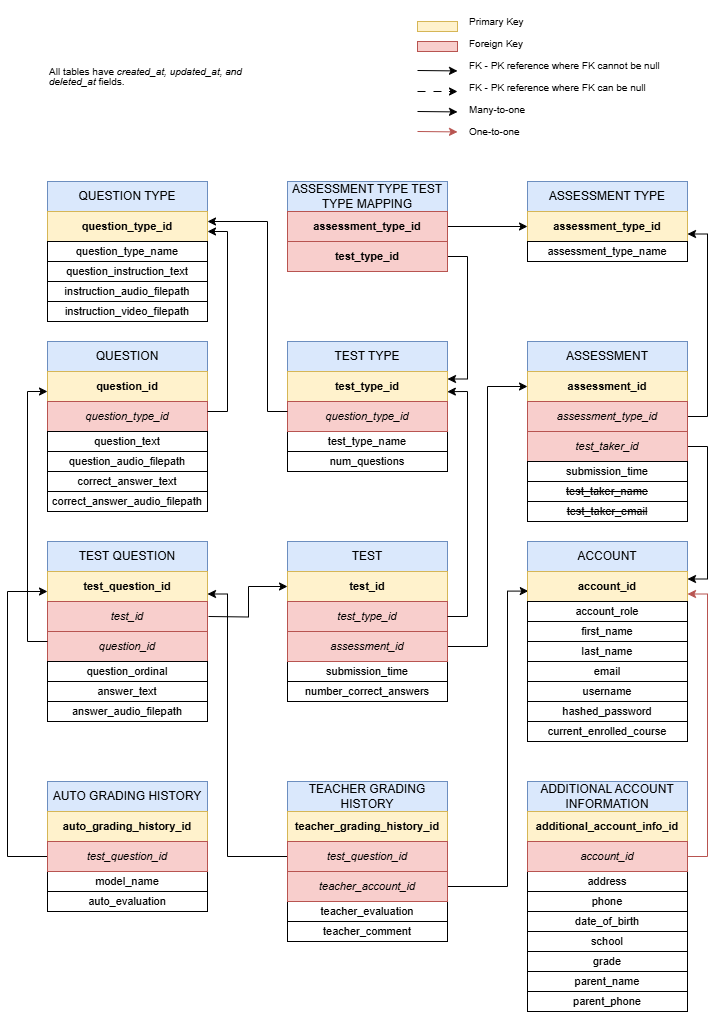 Primary Key
Foreign Key
FK - PK reference where FK cannot be null
FK - PK reference where FK can be null
Many-to-one
One-to-one
All tables have created_at, updated_at, and
deleted_at fields.
QUESTION TYPE
question_type_id
question_type_name
question_instruction_text
instruction_audio_filepath
instruction_video_filepath
ASSESSMENT TYPE TEST
TYPE MAPPING
assessment_type_id
test_type_id
ASSESSMENT TYPE
assessment_type_id
assessment_type_name
QUESTION
question_id
question_type_id
question_text
question_audio_filepath
correct_answer_text
correct_answer_audio_filepath
TEST TYPE
test_type_id
question_type_id
test_type_name
num_questions
ASSESSMENT
assessment_id
assessment_type_id
test_taker_id
submission_time
test_taker_name
test_taker_email
TEST QUESTION
test_question_id
test_id
question_id
question_ordinal
answer_text
answer_audio_filepath
TEST
test_id
test_type_id
assessment_id
submission_time
number_correct_answers
ACCOUNT
account_id
account_role
first_name
last_name
email
username
hashed_password
current_enrolled_course
AUTO GRADING HISTORY
auto_grading_history_id
test_question_id
model_name
auto_evaluation
TEACHER GRADING
HISTORY
teacher_grading_history_id
test_question_id
teacher_account_id
teacher_evaluation
teacher_comment
ADDITIONAL ACCOUNT
INFORMATION
additional_account_info_id
account_id
address
phone
date_of_birth
school
grade
parent_name
parent_phone